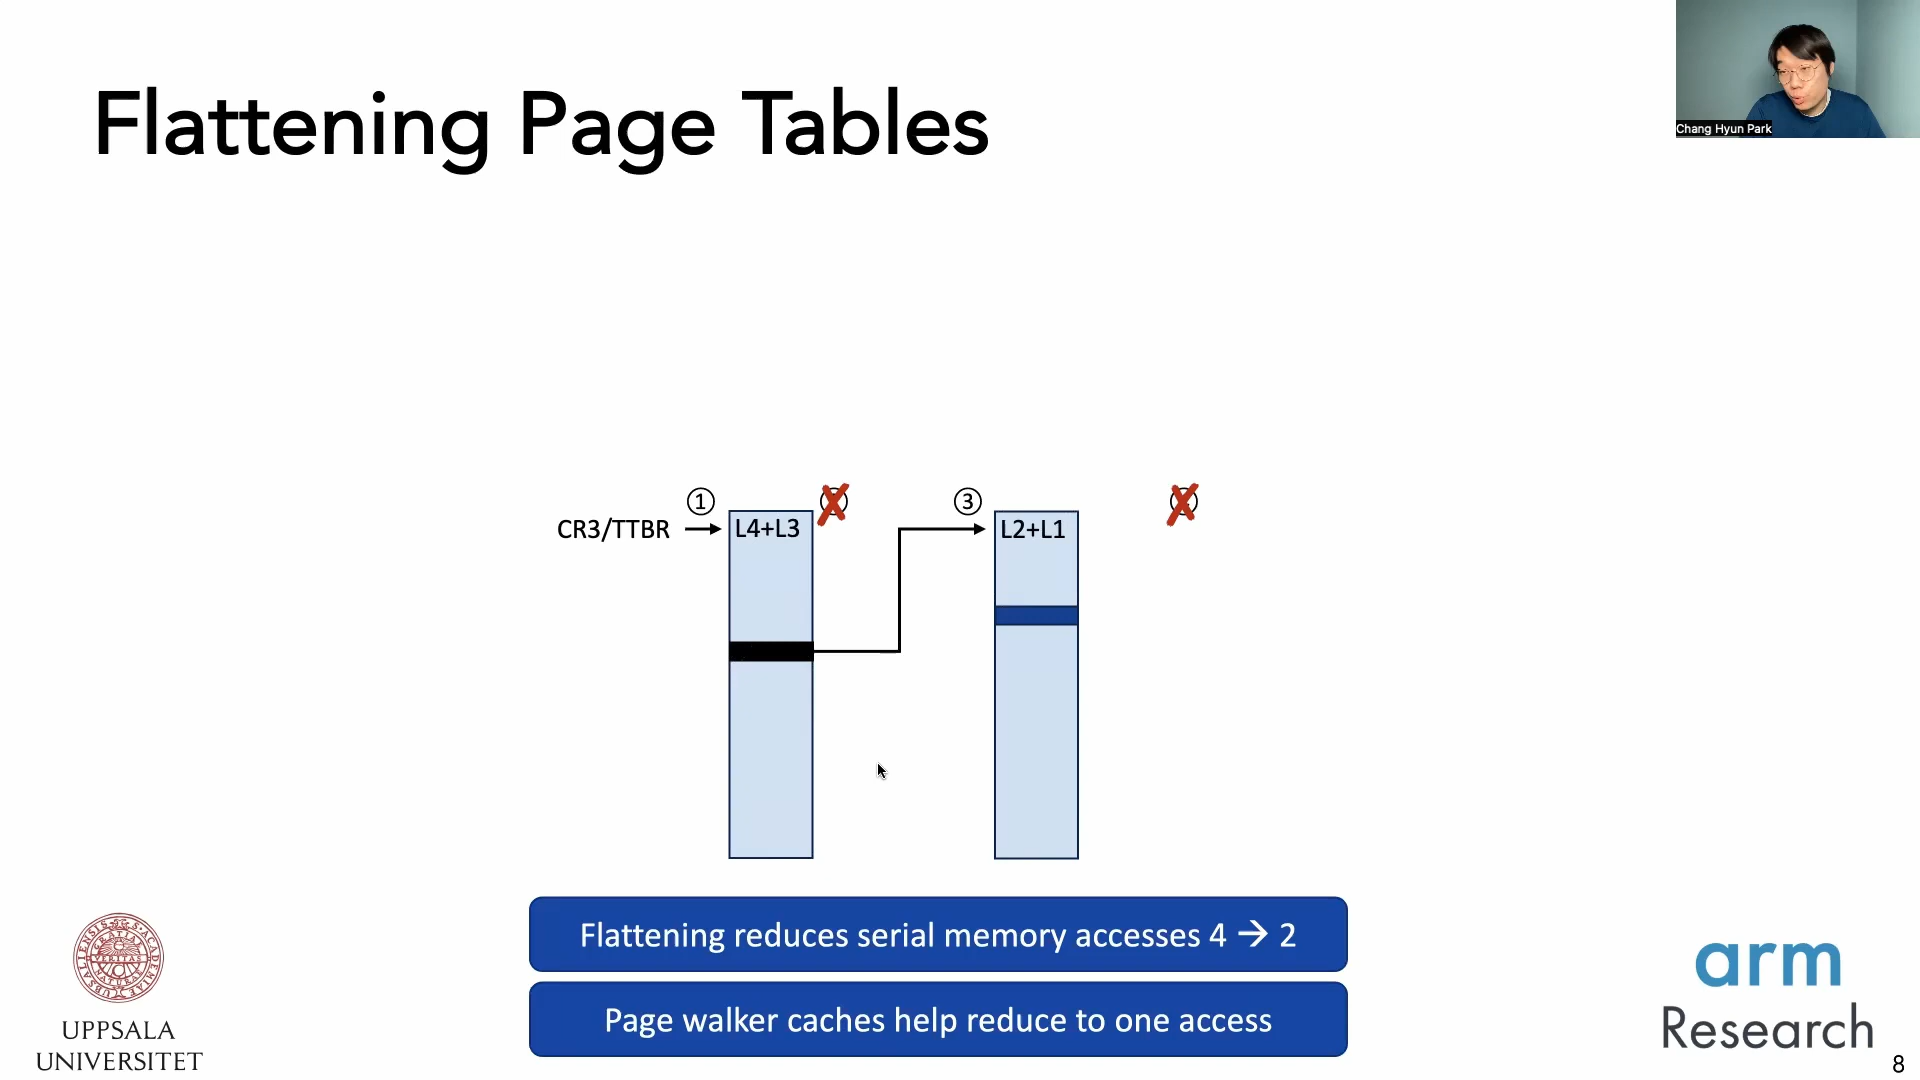 Flattening Page Tables
Chang Hyun Park
① ③
CR3/TTBR → L4+L3 L2+L1
Flattening reduces serial memory accesses 4 → 2
Page walker caches help reduce to one access
UPPSALA
UNIVERSITET
arm
Research
8